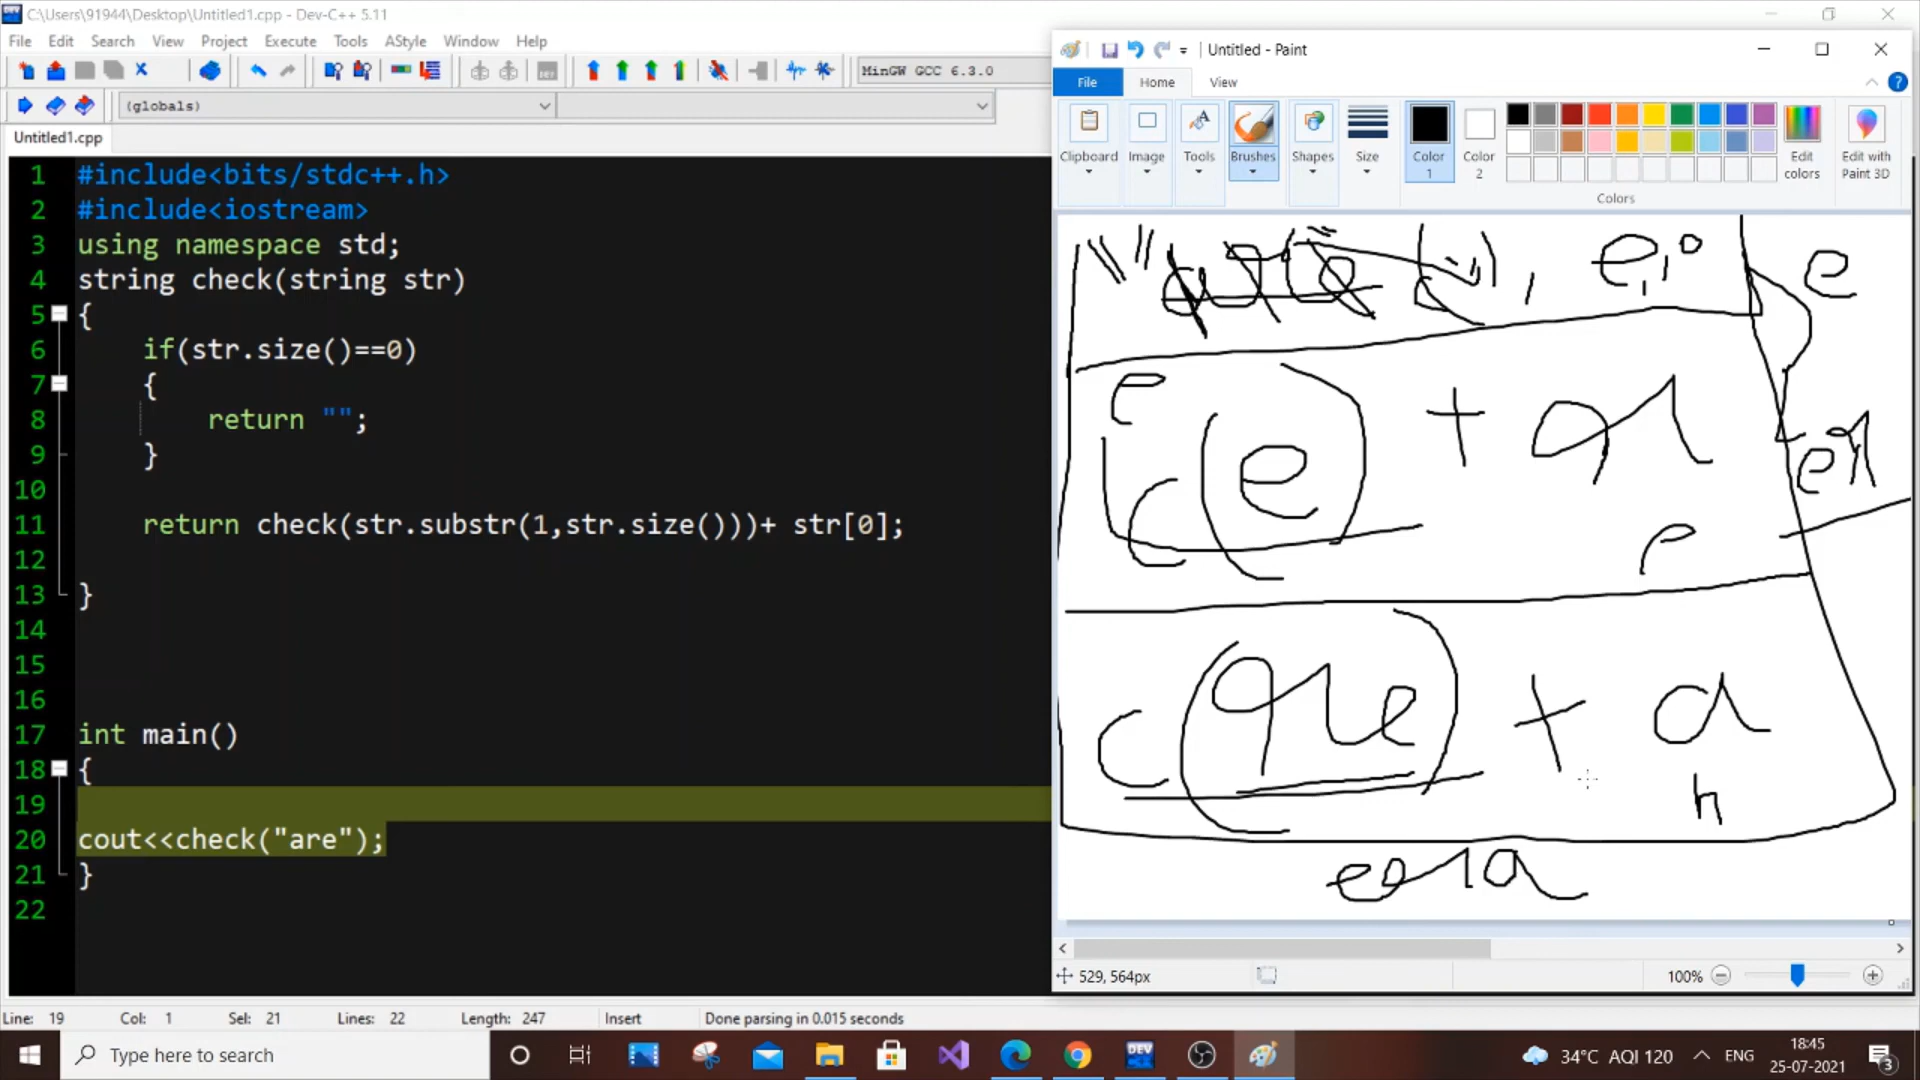 C:\Users\91944\Desktop\Untitled1.cpp - Dev-C++ 5.11
File Edit Search View Project Execute Tools AStyle Window Help
MinGW GCC 6.3.0
(globals)
Untitled1.cpp
1 #include<bits/stdc++.h>
2 #include<iostream>
3 using namespace std;
4 string check(string str)
5 {
6 if(str.size()==0)
7 {
8 return "";
9 }
10
11 return check(str.substr(1,str.size()))+ str[0];
12
13 }
14
15
16
17 int main()
18 {
19
20 cout<<check("are");
21 }
22
Line: 19 Col: 1 Sel: 21 Lines: 22 Length: 247 Insert Done parsing in 0.015 seconds
Untitled - Paint
File Home View
Clipboard Image Tools Brushes Shapes Size Color 1 Color 2 Edit colors Edit with Paint 3D
Colors
e
e
c(e) + r
er
c(re) + a
era
529, 564px 100%
Type here to search
34°C AQI 120 ENG 18:45
25-07-2021
3